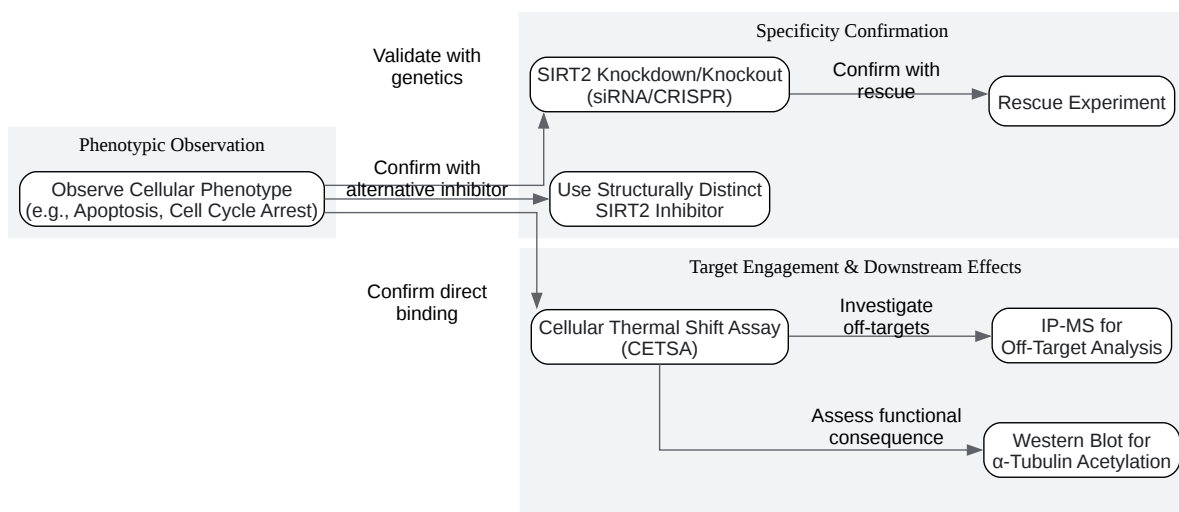 Specificity Confirmation
Validate with
genetics
SIRT2 Knockdown/Knockout
(siRNA/CRISPR)
Confirm with
rescue
Rescue Experiment
Phenotypic Observation
Observe Cellular Phenotype
(e.g., Apoptosis, Cell Cycle Arrest)
Confirm with
alternative inhibitor
Use Structurally Distinct
SIRT2 Inhibitor
Target Engagement & Downstream Effects
Confirm direct
binding
Cellular Thermal Shift Assay
(CETSA)
Investigate
off-targets
IP-MS for
Off-Target Analysis
Assess functional
consequence
Western Blot for
α-Tubulin Acetylation